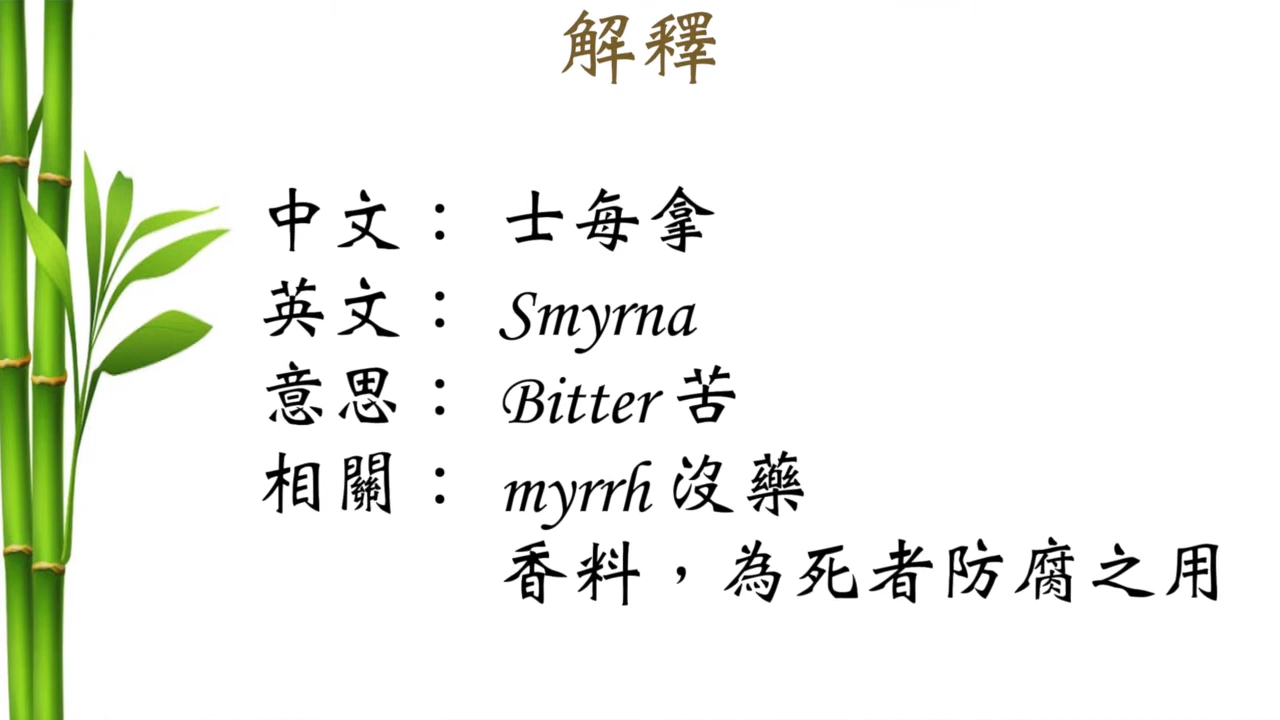 解釋
中文： 士每拿
英文： Smyrna
意思： Bitter 苦
相關： myrrh 沒藥
香料，為死者防腐之用